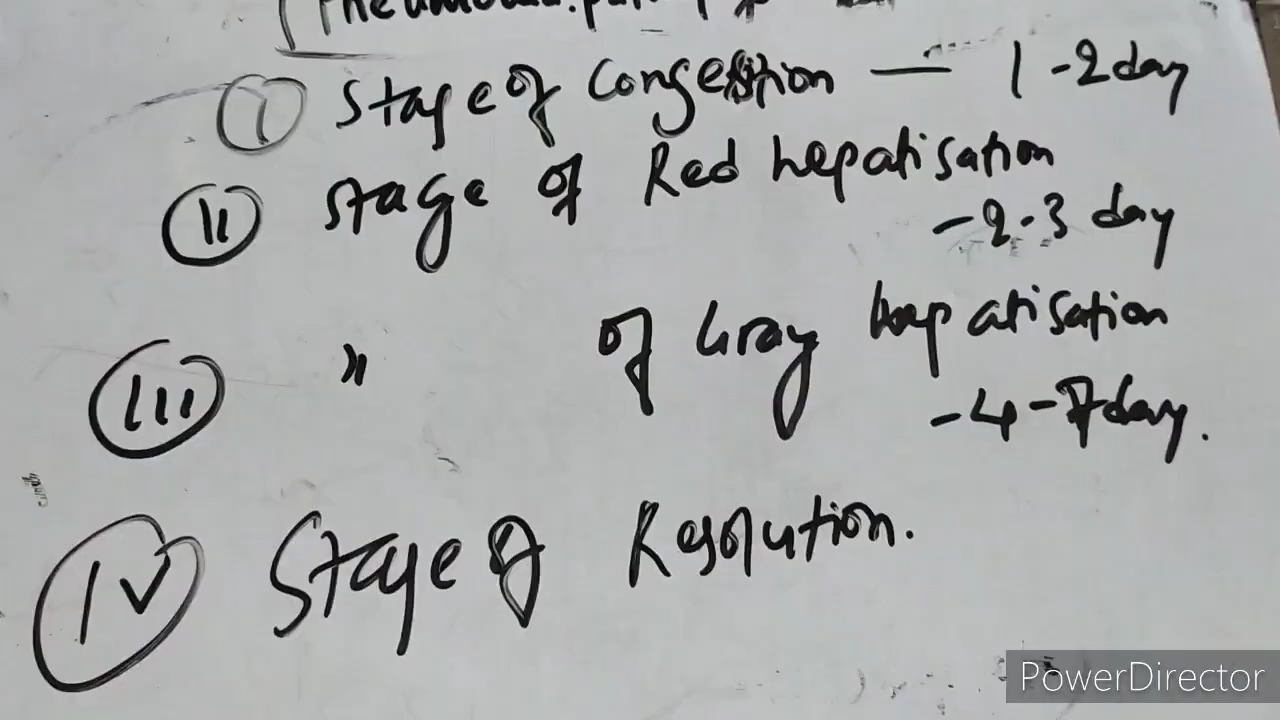 i Stage of Congestion — 1-2 day
ii Stage of Red hepatisation
-2-3 day
iii " of Gray hepatisation
-4-7 day.
iv Stage of Resolution.
PowerDirector